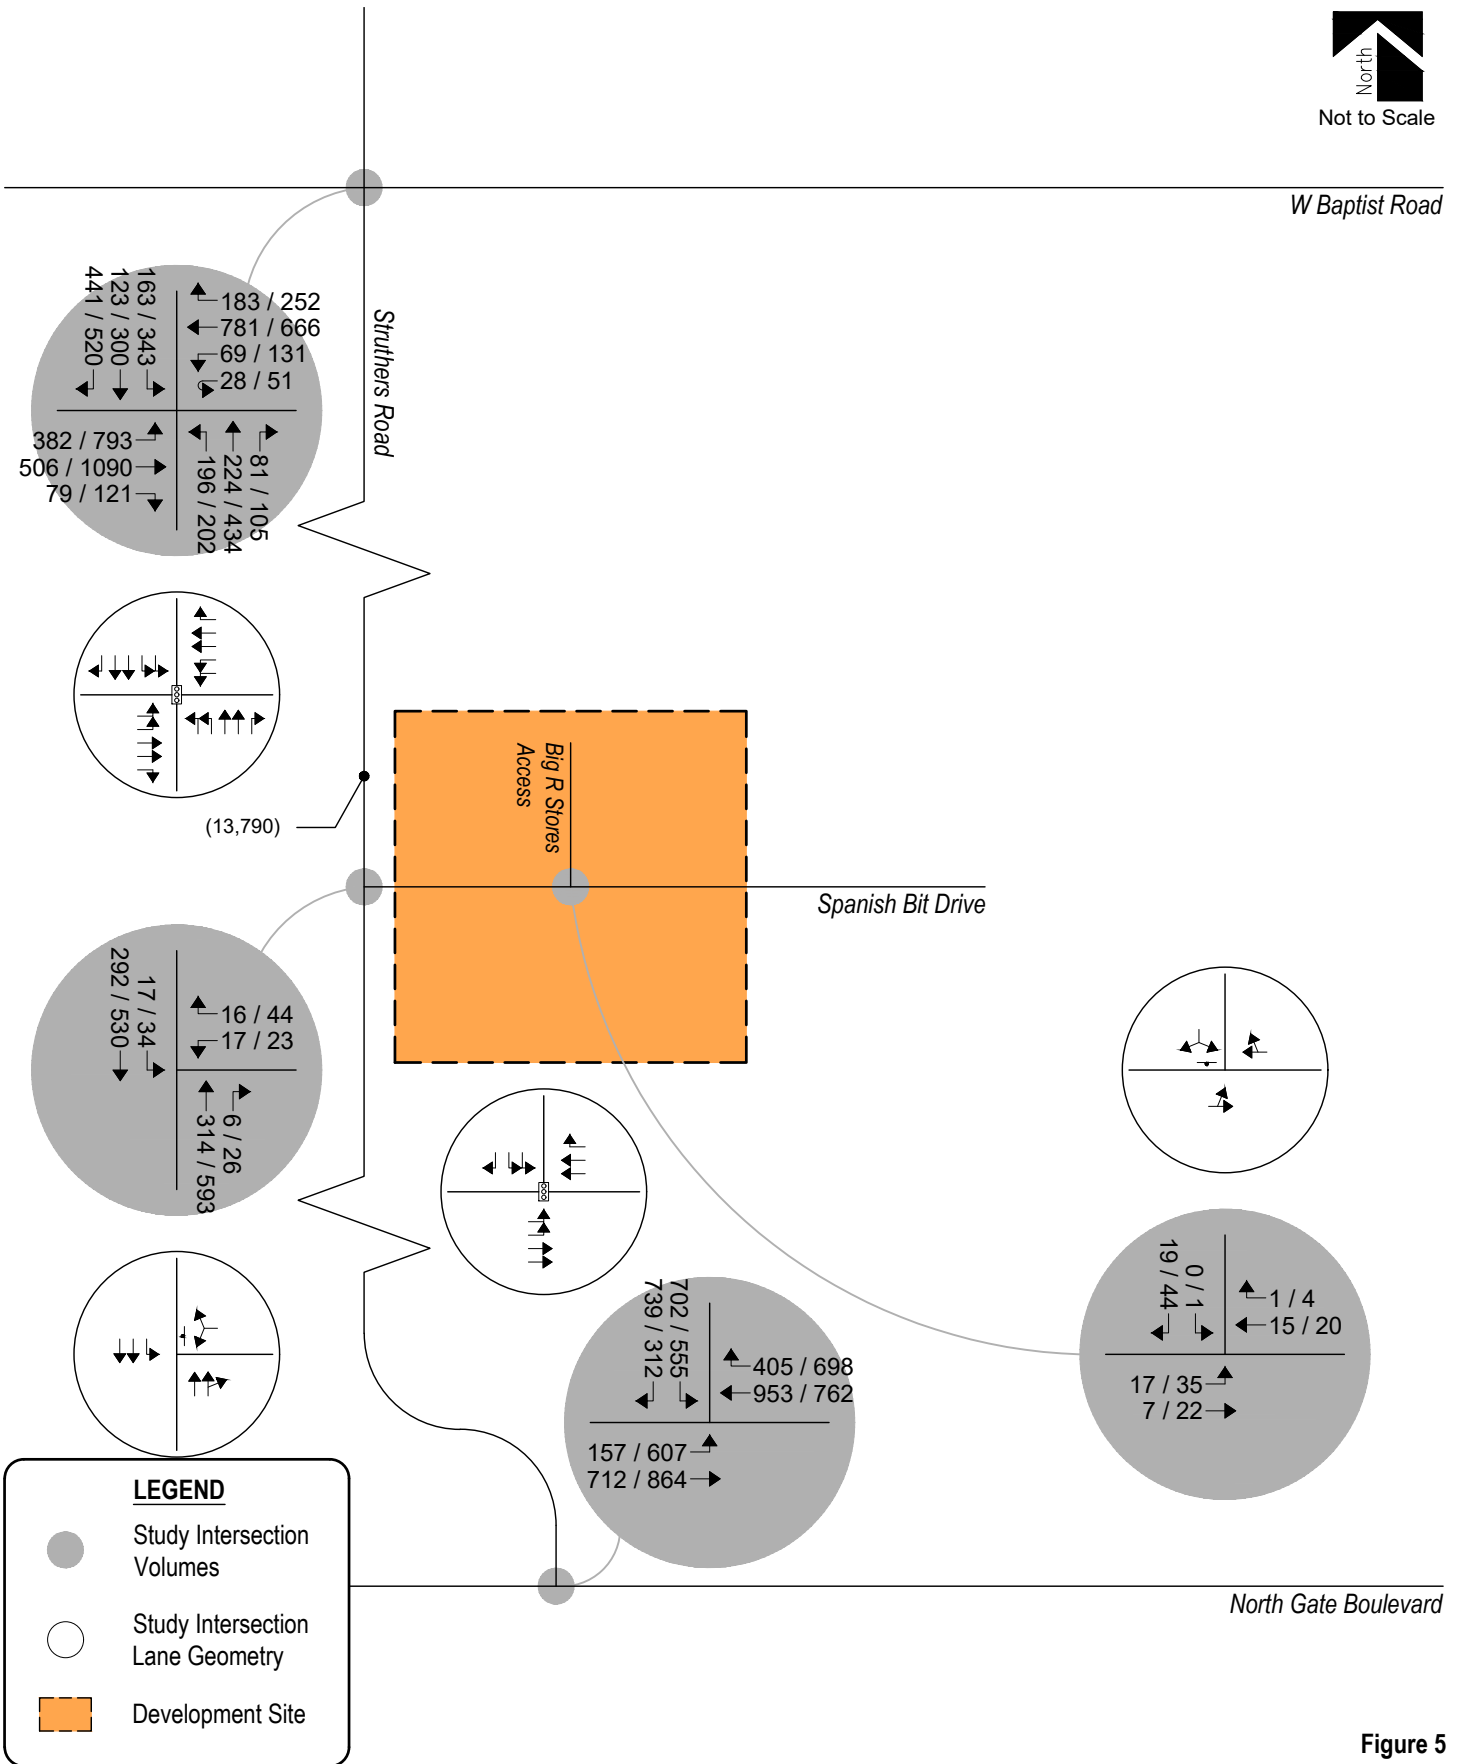 North
Not to Scale
W Baptist Road
Struthers Road
163 / 343
123 / 300
441 / 520
183 / 252
781 / 666
69 / 131
28 / 51
382 / 793
506 / 1090
79 / 121
81 / 105
224 / 434
196 / 202
(13,790)
Big R Stores
Access
Spanish Bit Drive
17 / 34
292 / 530
16 / 44
17 / 23
6 / 26
314 / 593
702 / 555
739 / 312
405 / 698
953 / 762
157 / 607
712 / 864
0 / 1
19 / 44
1 / 4
15 / 20
17 / 35
7 / 22
North Gate Boulevard
LEGEND
Study Intersection
Volumes
Study Intersection
Lane Geometry
Development Site
Figure 5